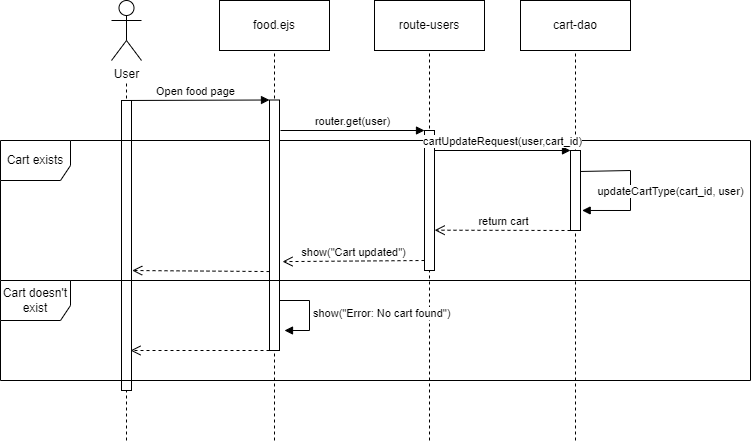 food.ejs
route-users
cart-dao
User
Open food page
router.get(user)
cartUpdateRequest(user,cart_id)
Cart exists
updateCartType(cart_id, user)
return cart
show("Cart updated")
Cart doesn't
exist
show("Error: No cart found")